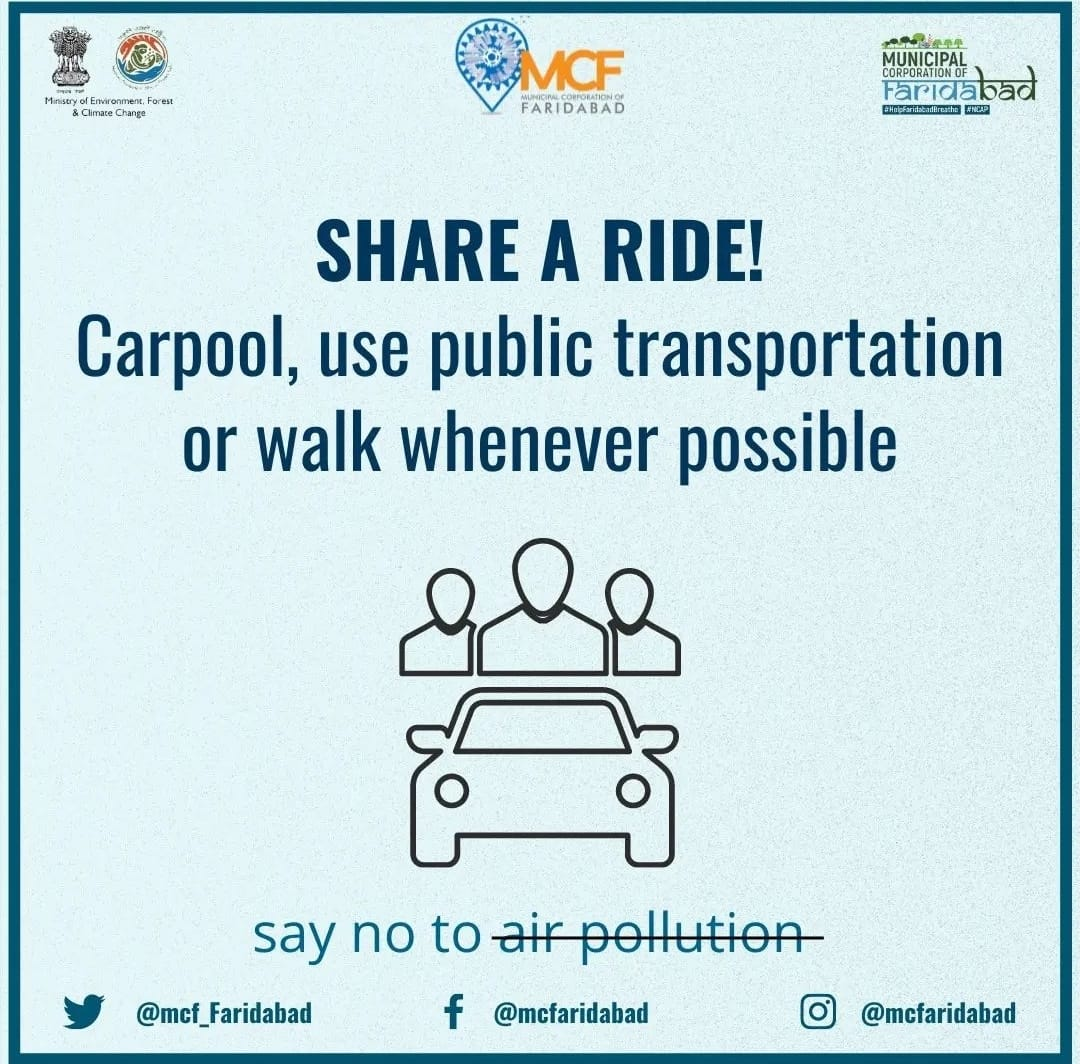 Ministry of Environment, Forest
& Climate Change
MCF
MUNICIPAL CORPORATION OF
FARIDABAD
MUNICIPAL
CORPORATION OF
Faridabad
#HelpFaridabadBreathe #NCAP
SHARE A RIDE!
Carpool, use public transportation
or walk whenever possible
say no to air pollution
@mcf_Faridabad
@mcfaridabad
@mcfaridabad